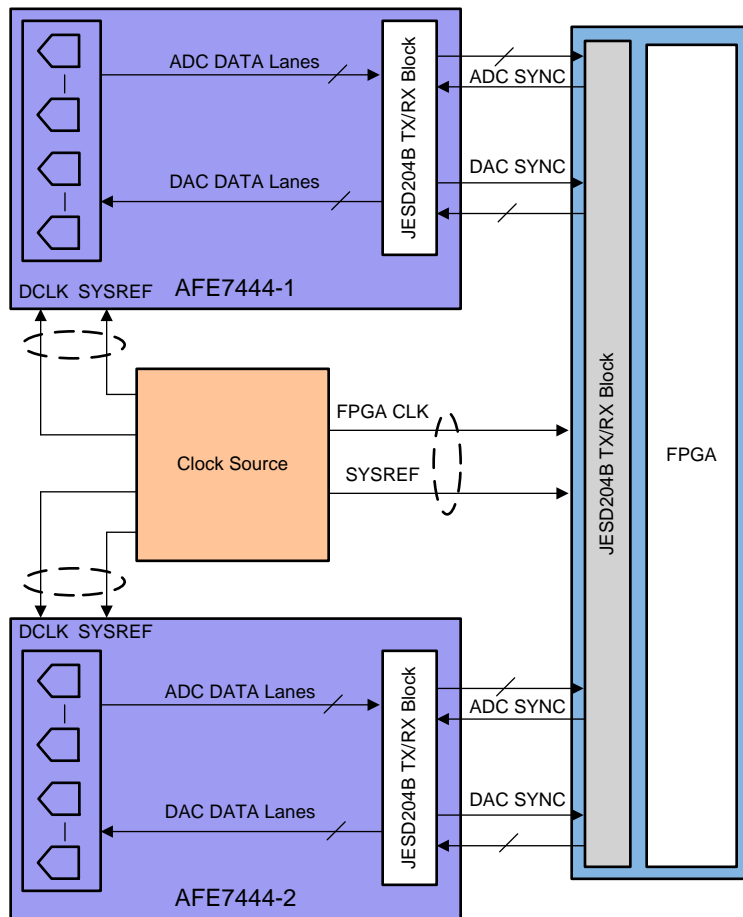 ADC DATA Lanes
DAC DATA Lanes
JESD204B TX/RX Block
ADC SYNC
DAC SYNC
DCLK SYSREF
AFE7444-1
Clock Source
FPGA CLK
SYSREF
JESD204B TX/RX Block
FPGA
DCLK SYSREF
ADC DATA Lanes
DAC DATA Lanes
JESD204B TX/RX Block
ADC SYNC
DAC SYNC
AFE7444-2